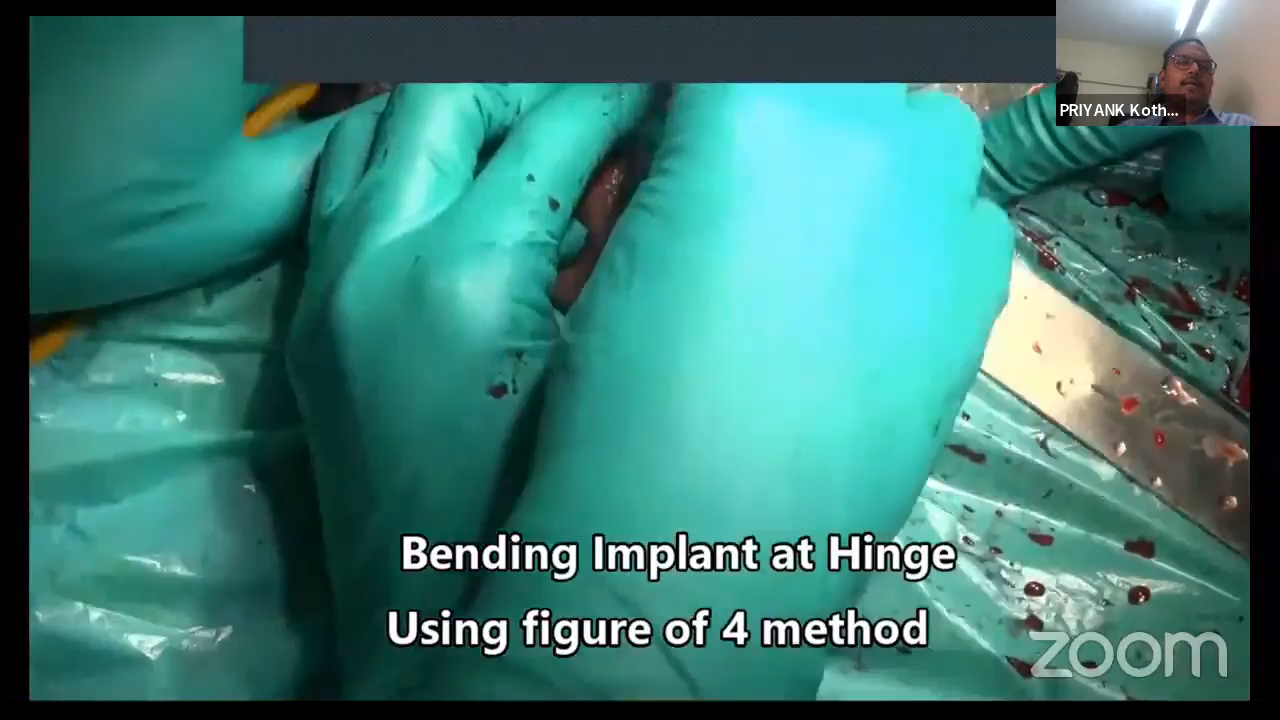 PRIYANK Koth...
Bending Implant at Hinge
Using figure of 4 method
zoom